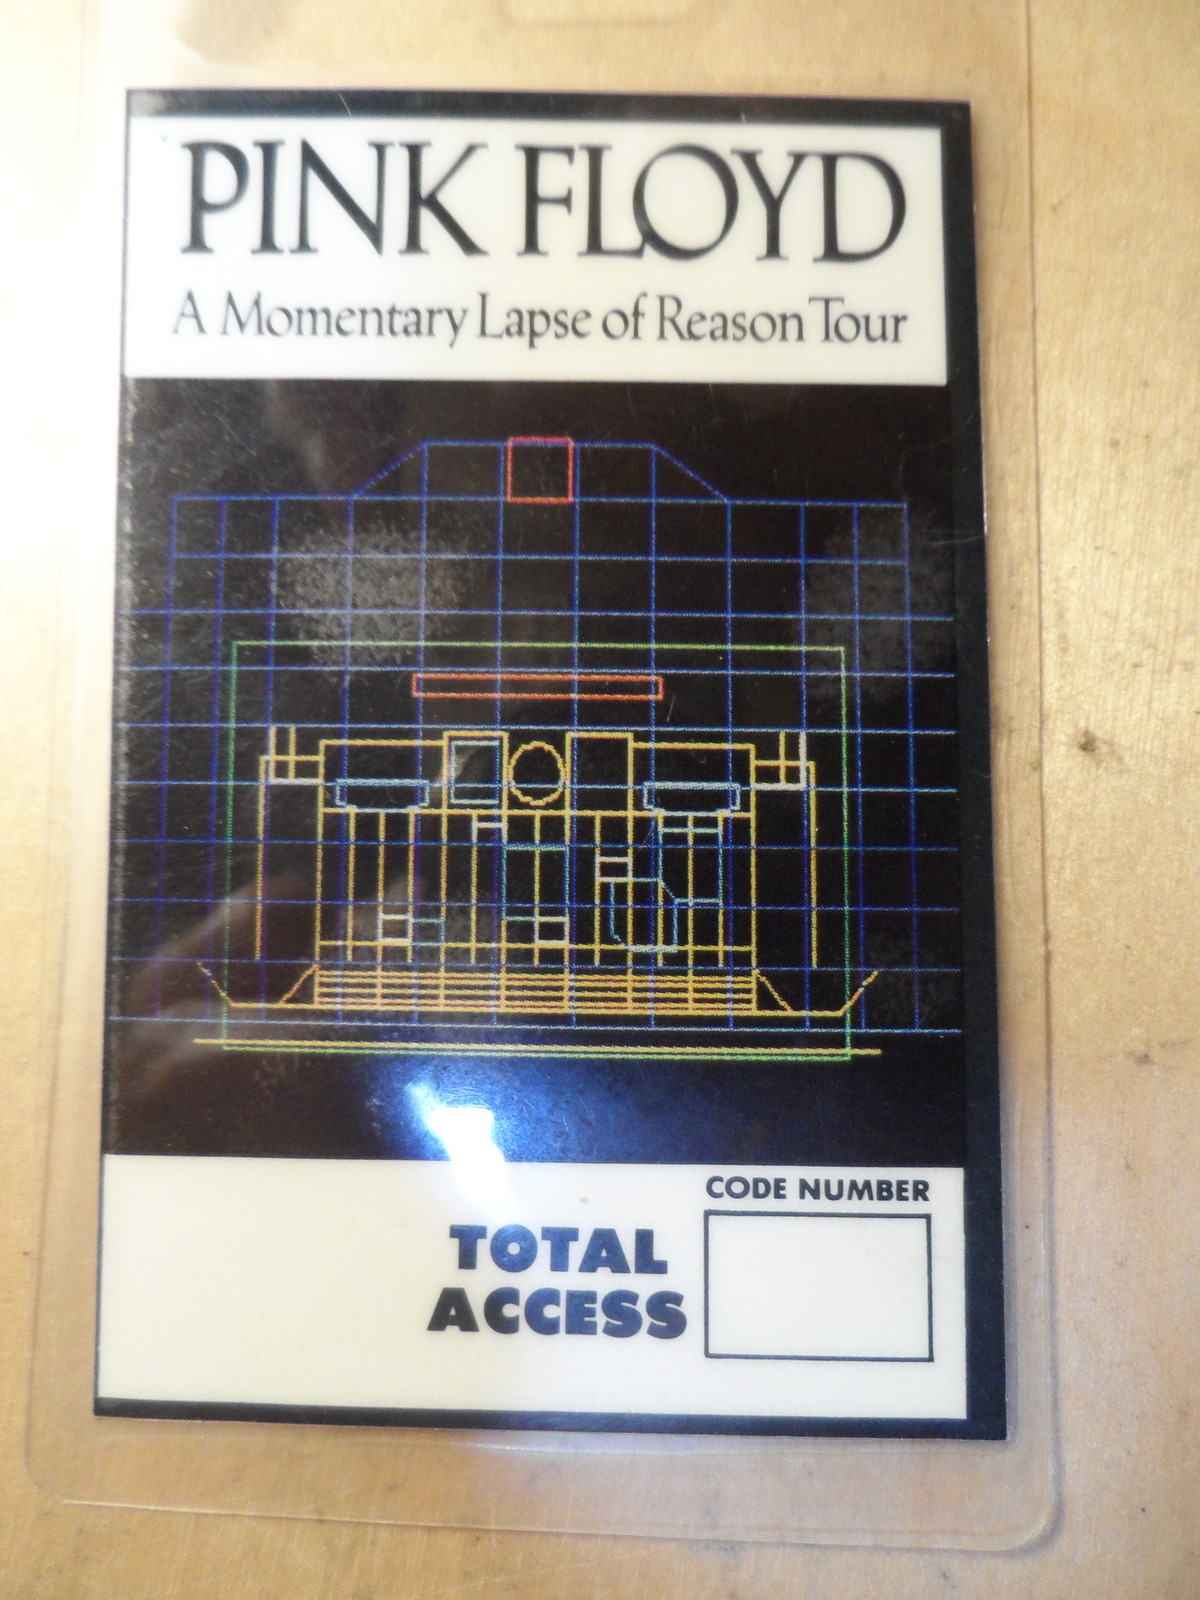 PINK FLOYD
A Momentary Lapse of Reason Tour
CODE NUMBER
TOTAL
ACCESS